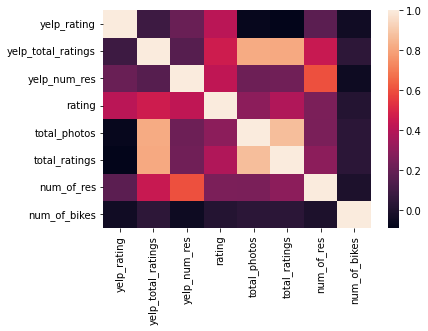 yelp_rating
yelp_total_ratings
yelp_num_res
rating
total_photos
total_ratings
num_of_res
num_of_bikes
yelp_rating
yelp_total_ratings
yelp_num_res
rating
total_photos
total_ratings
num_of_res
num_of_bikes
1.0
0.8
0.6
0.4
0.2
0.0